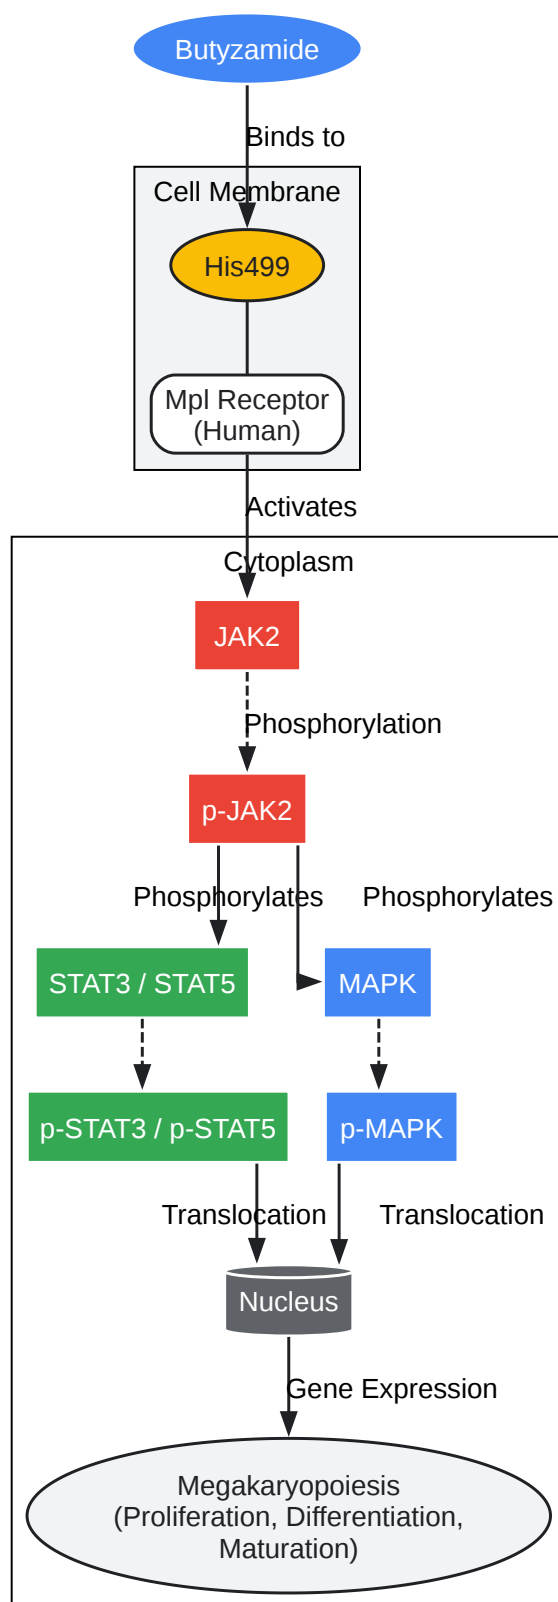 Butyzamide
Binds to
Cell Membrane
His499
Mpl Receptor
(Human)
Activates
Cytoplasm
JAK2
Phosphorylation
p-JAK2
Phosphorylates
Phosphorylates
STAT3 / STAT5
MAPK
p-STAT3 / p-STAT5
p-MAPK
Translocation
Translocation
Nucleus
Gene Expression
Megakaryopoiesis
(Proliferation, Differentiation,
Maturation)